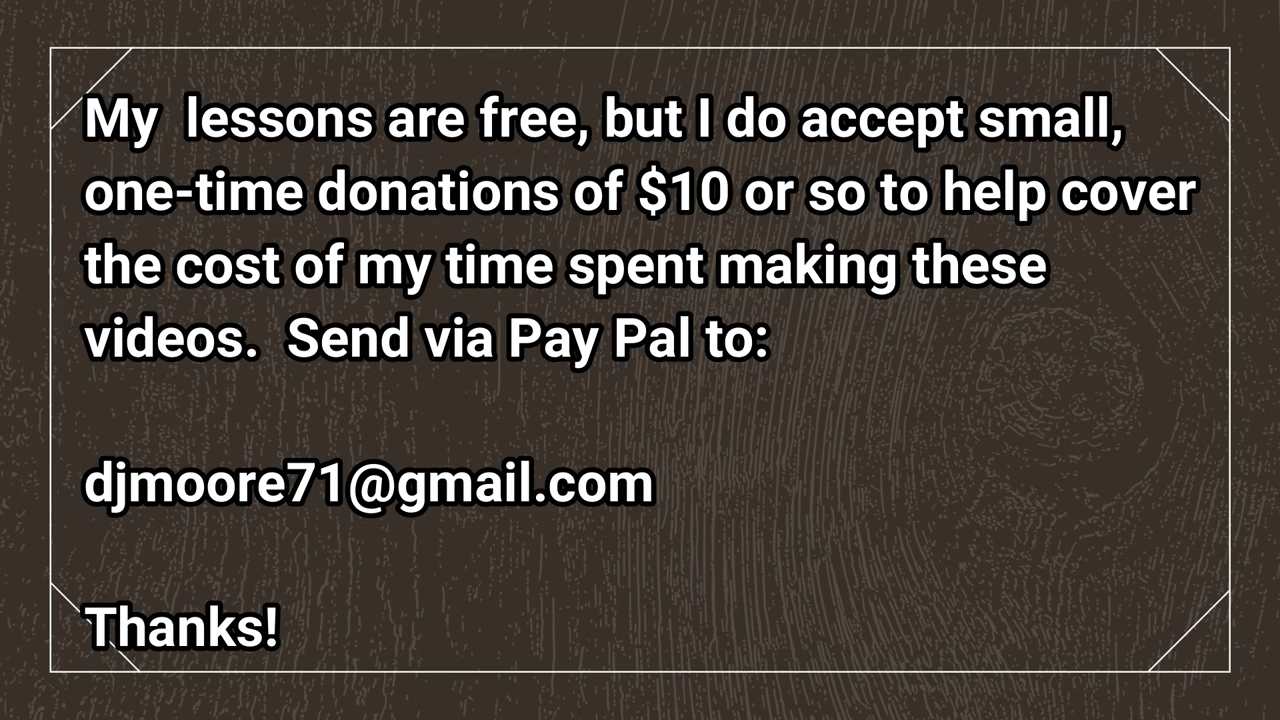 My  lessons are free, but I do accept small,
one-time donations of $10 or so to help cover
the cost of my time spent making these
videos.  Send via Pay Pal to:
djmoore71@gmail.com
Thanks!